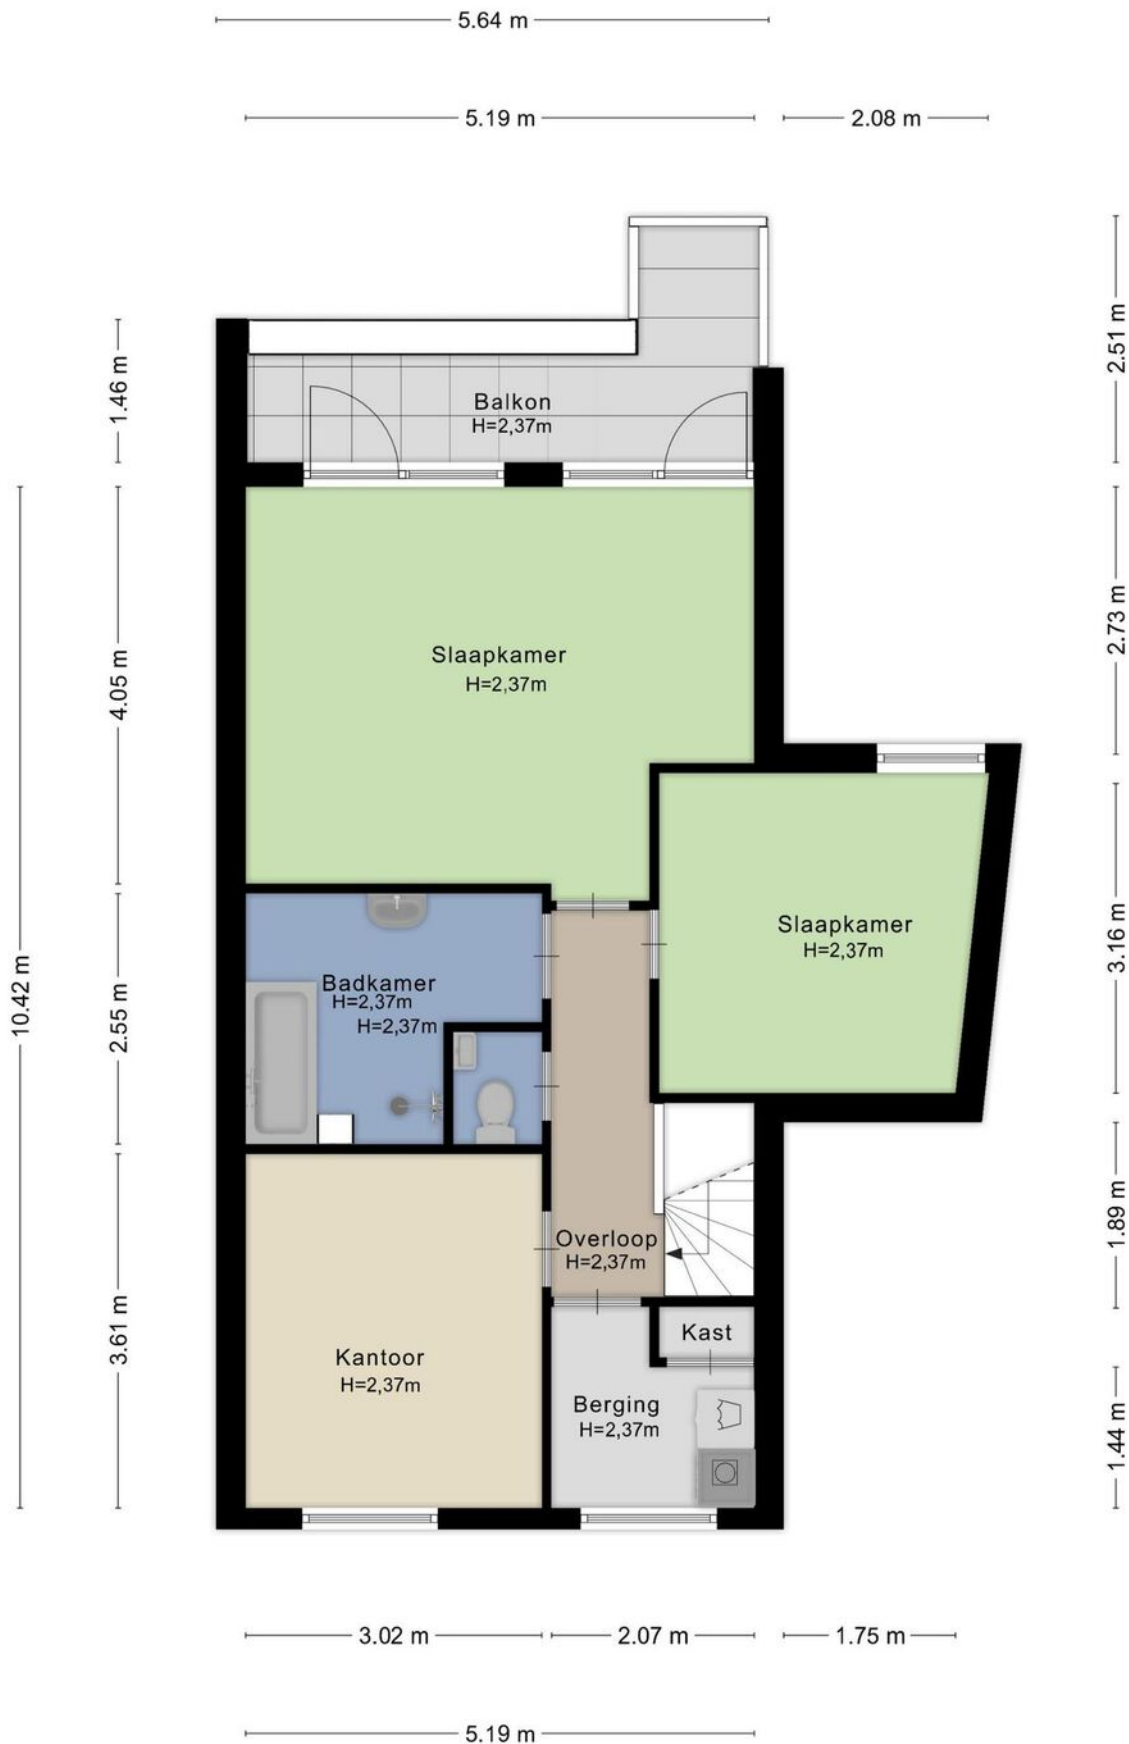 5.64 m
5.19 m
2.08 m
2.51 m
1.46 m
Balkon
H=2,37m
2.73 m
4.05 m
Slaapkamer
H=2,37m
Slaapkamer
H=2,37m
3.16 m
10.42 m
2.55 m
Badkamer
H=2,37m
H=2,37m
1.89 m
Overloop
H=2,37m
3.61 m
Kast
Kantoor
H=2,37m
Berging
H=2,37m
1.44 m
3.02 m
2.07 m
1.75 m
5.19 m